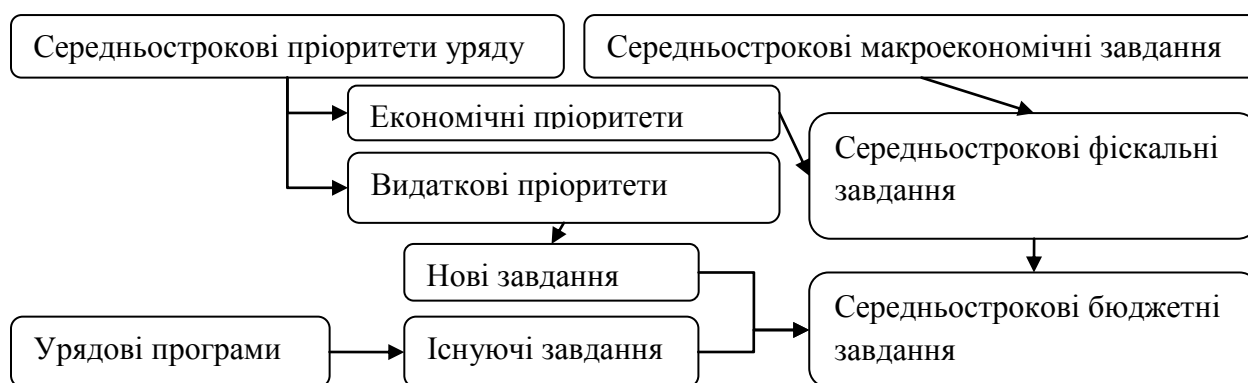 Середньострокові пріоритети уряду
Середньострокові макроекономічні завдання
Економічні пріоритети
Середньострокові фіскальні
завдання
Видаткові пріоритети
Нові завдання
Середньострокові бюджетні
завдання
Урядові програми
Існуючі завдання